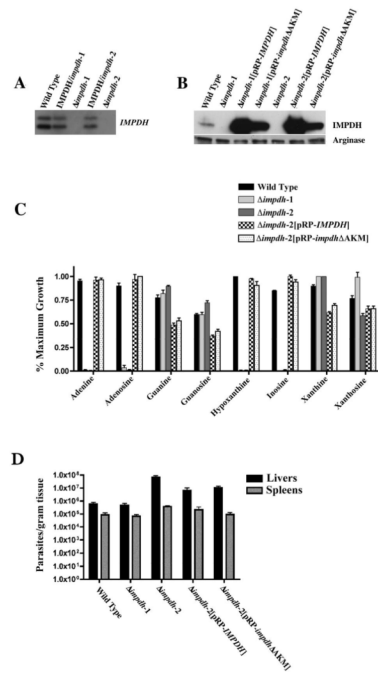 A
Wild Type
IMPDH/impdh-1
Δimpdh-1
IMPDH/impdh-2
Δimpdh-2
IMPDH
B
Wild Type
Δimpdh-1
Δimpdh-1[pRP-IMPDH]
Δimpdh-1[pRP-impdhΔAKM]
Δimpdh-2
Δimpdh-2[pRP-IMPDH]
Δimpdh-2[pRP-impdhΔAKM]
IMPDH
Arginase
Wild Type
Δimpdh-1
Δimpdh-2
Δimpdh-2[pRP-IMPDH]
Δimpdh-2[pRP-impdhΔAKM]
C
% Maximum Growth
1.00
0.75
0.50
0.25
0.00
Adenine
Adenosine
Guanine
Guanosine
Hypoxanthine
Inosine
Xanthine
Xanthosine
D
Parasites/gram tissue
1.0x10⁹
1.0x10⁸
1.0x10⁷
1.0x10⁶
1.0x10⁵
1.0x10⁴
1.0x10³
1.0x10²
1.0x10¹
1.0x10⁰
Livers
Spleens
Wild Type
Δimpdh-1
Δimpdh-2
Δimpdh-2[pRP-IMPDH]
Δimpdh-2[pRP-impdhΔAKM]